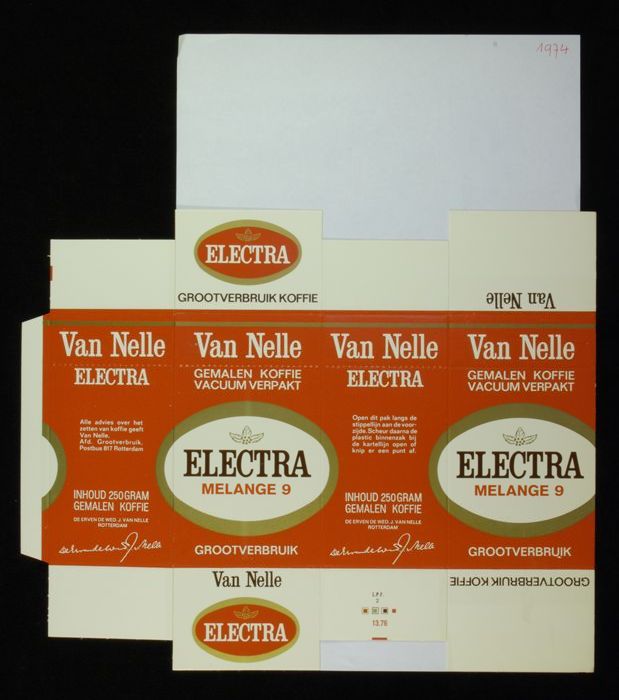 1974
ELECTRA
GROOTVERBRUIK KOFFIE
Van Nelle
Van Nelle
ELECTRA
Alle advies over het
zetten van koffie geeft
Van Nelle,
Afd. Grootverbruik,
Postbus 817 Rotterdam
INHOUD 250 GRAM
GEMALEN KOFFIE
DE ERVEN DE WED. J. VAN NELLE
ROTTERDAM
Van Nelle
GEMALEN KOFFIE
VACUUM VERPAKT
ELECTRA
MELANGE 9
GROOTVERBRUIK
Van Nelle
ELECTRA
Open dit pak langs de
stippellijn aan de voor-
zijde. Scheur daarna de
plastic binnenzak bij
de kartellijn open of
knip er een punt af.
INHOUD 250 GRAM
GEMALEN KOFFIE
DE ERVEN DE WED. J. VAN NELLE
ROTTERDAM
Van Nelle
GEMALEN KOFFIE
VACUUM VERPAKT
ELECTRA
MELANGE 9
GROOTVERBRUIK
Van Nelle
ELECTRA
I.P.F.
2
13.76
GROOTVERBRUIK KOFFIE